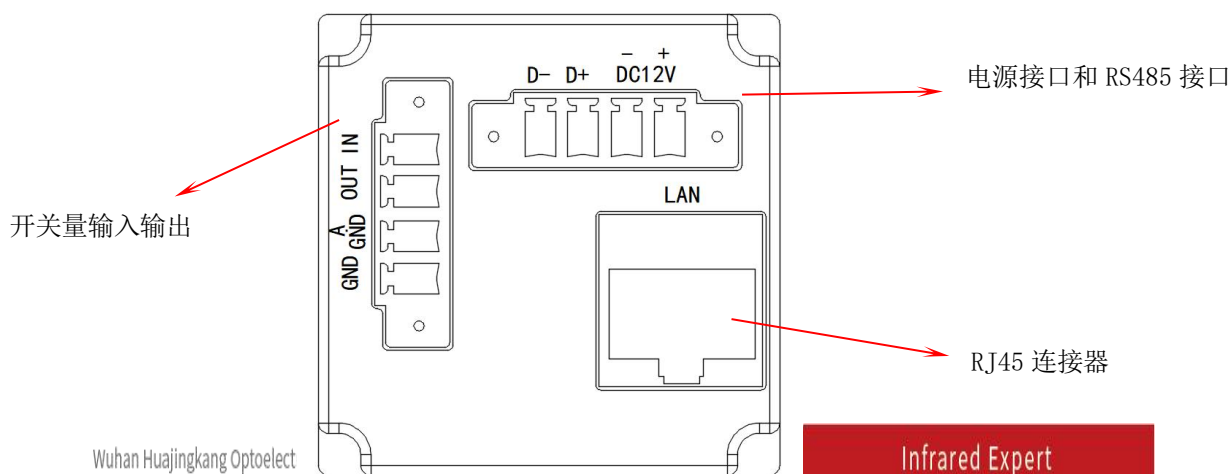 - +
D- D+ DC12V
电源接口和 RS485 接口
IN
OUT
A
GND
GND
开关量输入输出
LAN
RJ45 连接器
Wuhan Huajingkang Optoelect
Infrared Expert